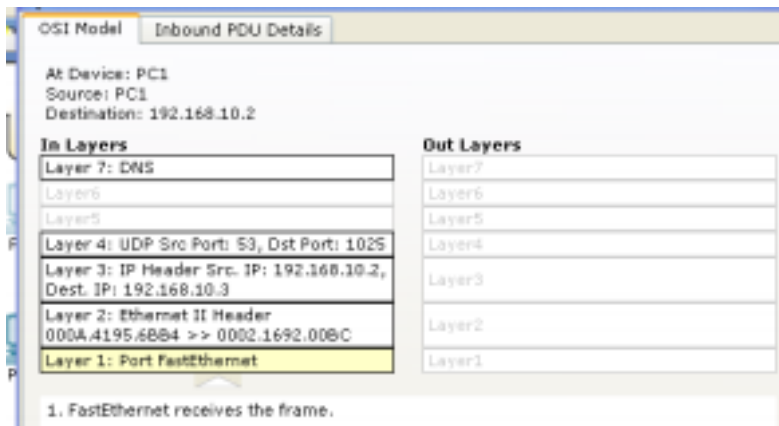 OSI Model
Inbound PDU Details
At Device: PC1
Source: PC1
Destination: 192.168.10.2
In Layers
Layer 7: DNS
Layer6
Layer5
Layer 4: UDP Src Port: 53, Dst Port: 1025
Layer 3: IP Header Src. IP: 192.168.10.2,
Dest. IP: 192.168.10.3
Layer 2: Ethernet II Header
000A.4195.6BB4 >> 0002.1692.00BC
Layer 1: Port FastEthernet
Out Layers
Layer7
Layer6
Layer5
Layer4
Layer3
Layer2
Layer1
1. FastEthernet receives the frame.
F
P